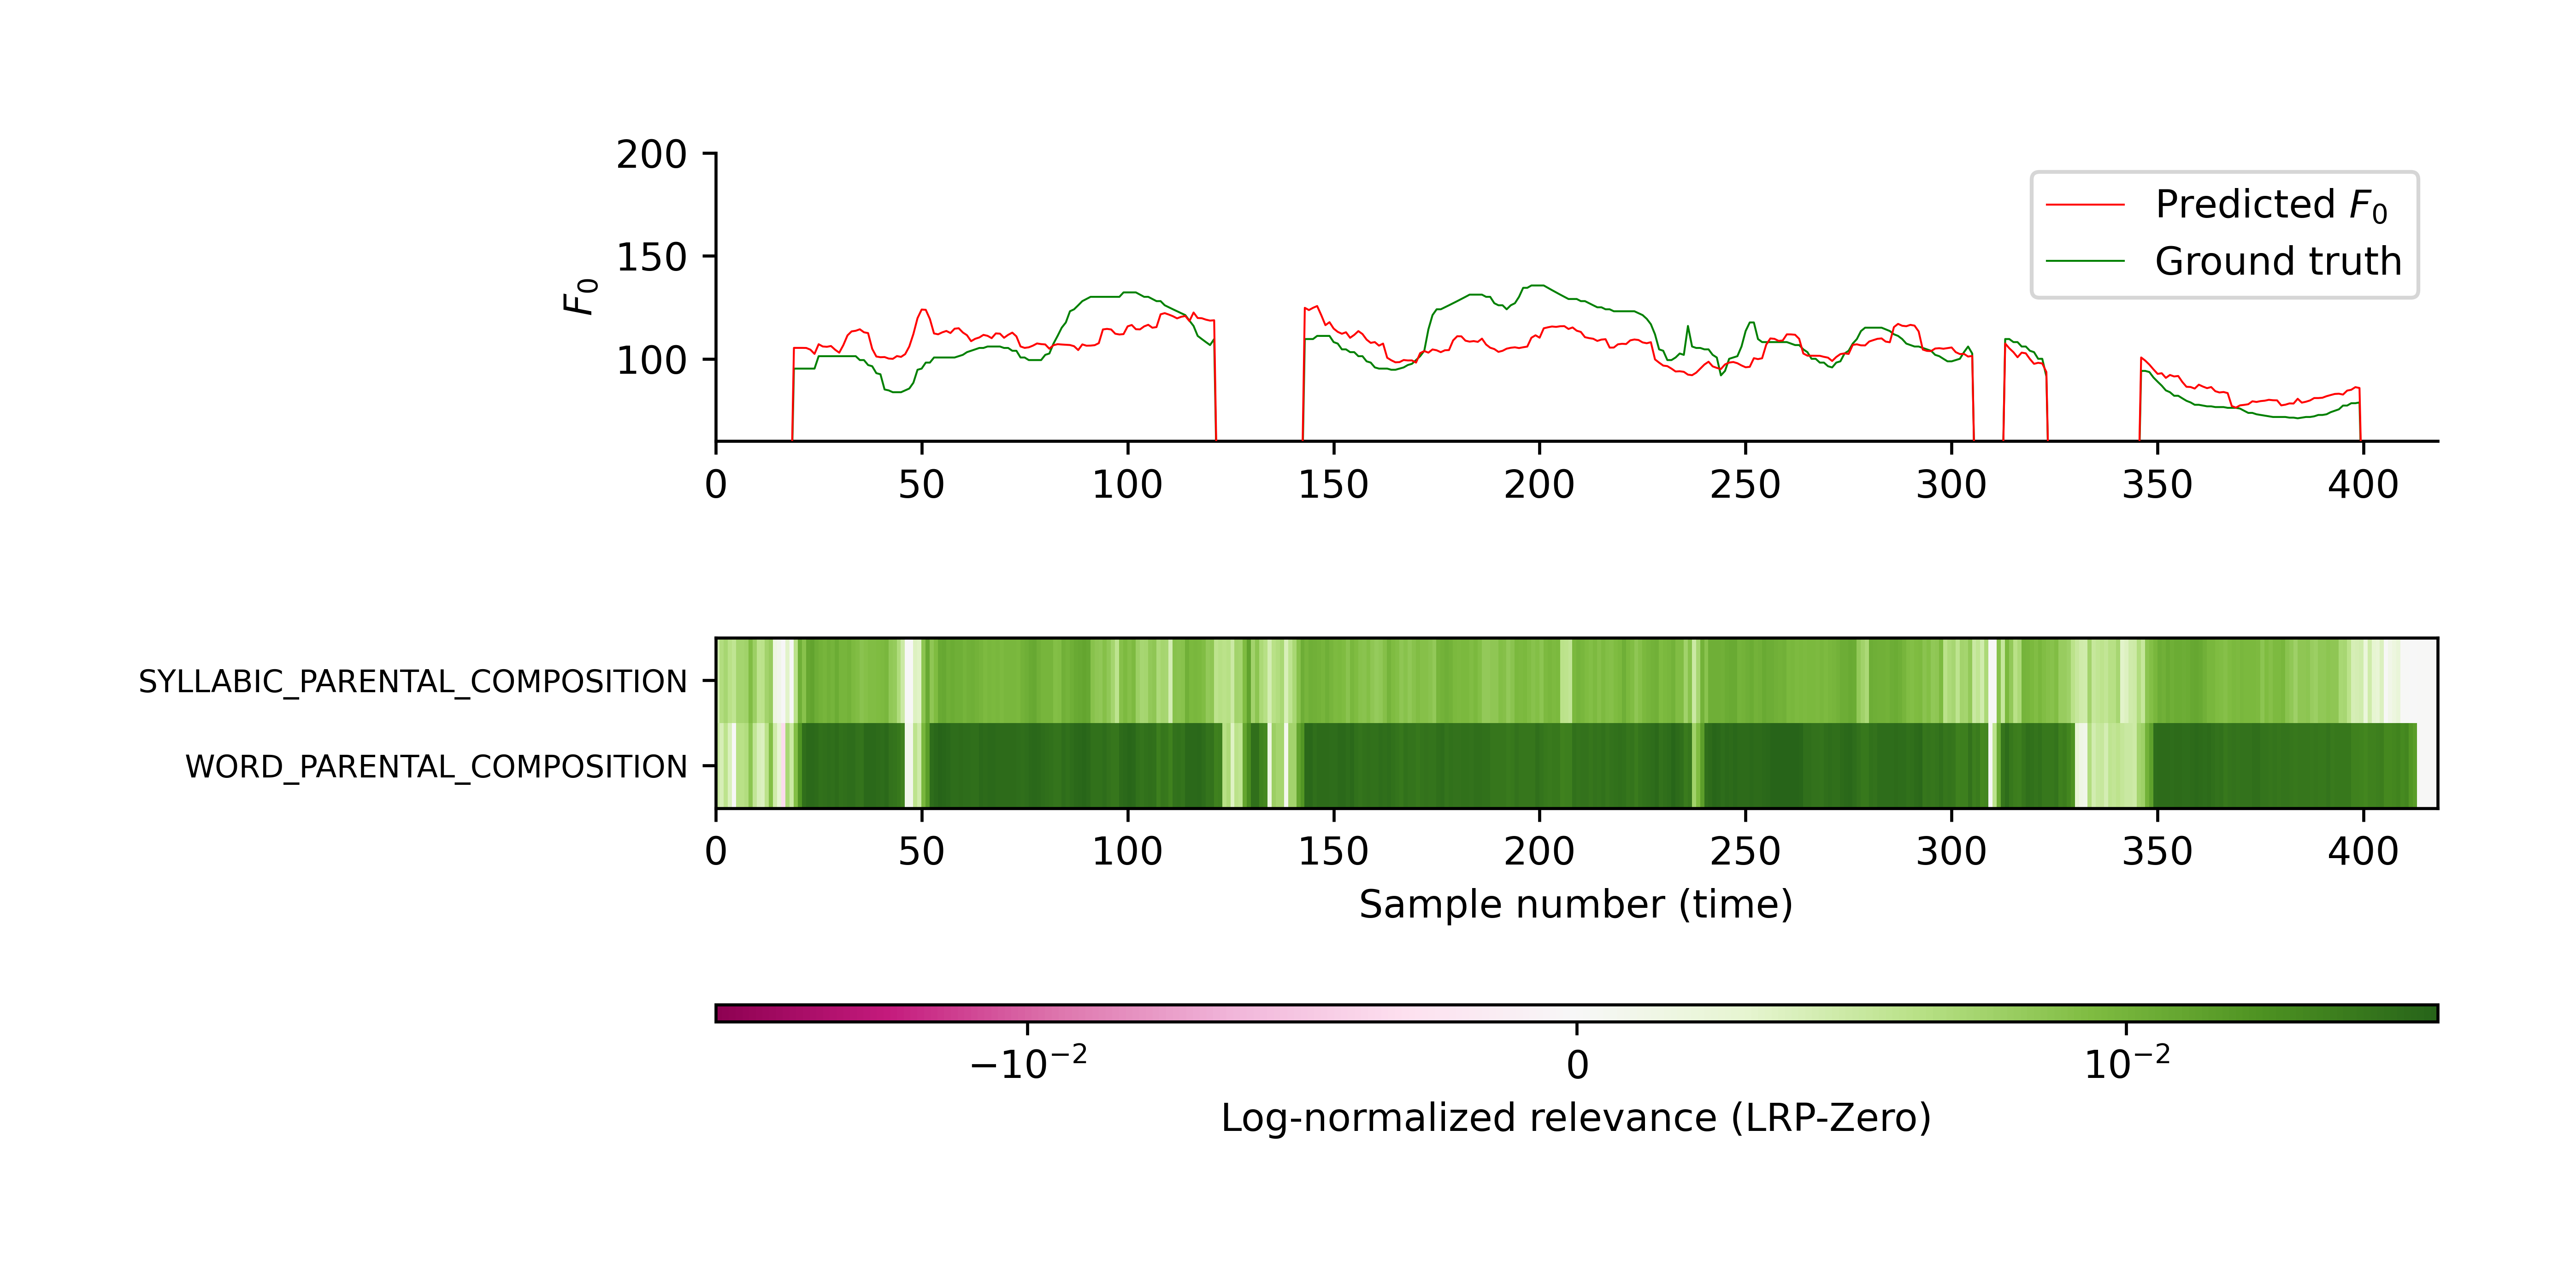 200
150
100
F₀
Predicted F₀
Ground truth
0 50 100 150 200 250 300 350 400
SYLLABIC_PARENTAL_COMPOSITION
WORD_PARENTAL_COMPOSITION
0 50 100 150 200 250 300 350 400
Sample number (time)
−10⁻² 0 10⁻²
Log-normalized relevance (LRP-Zero)